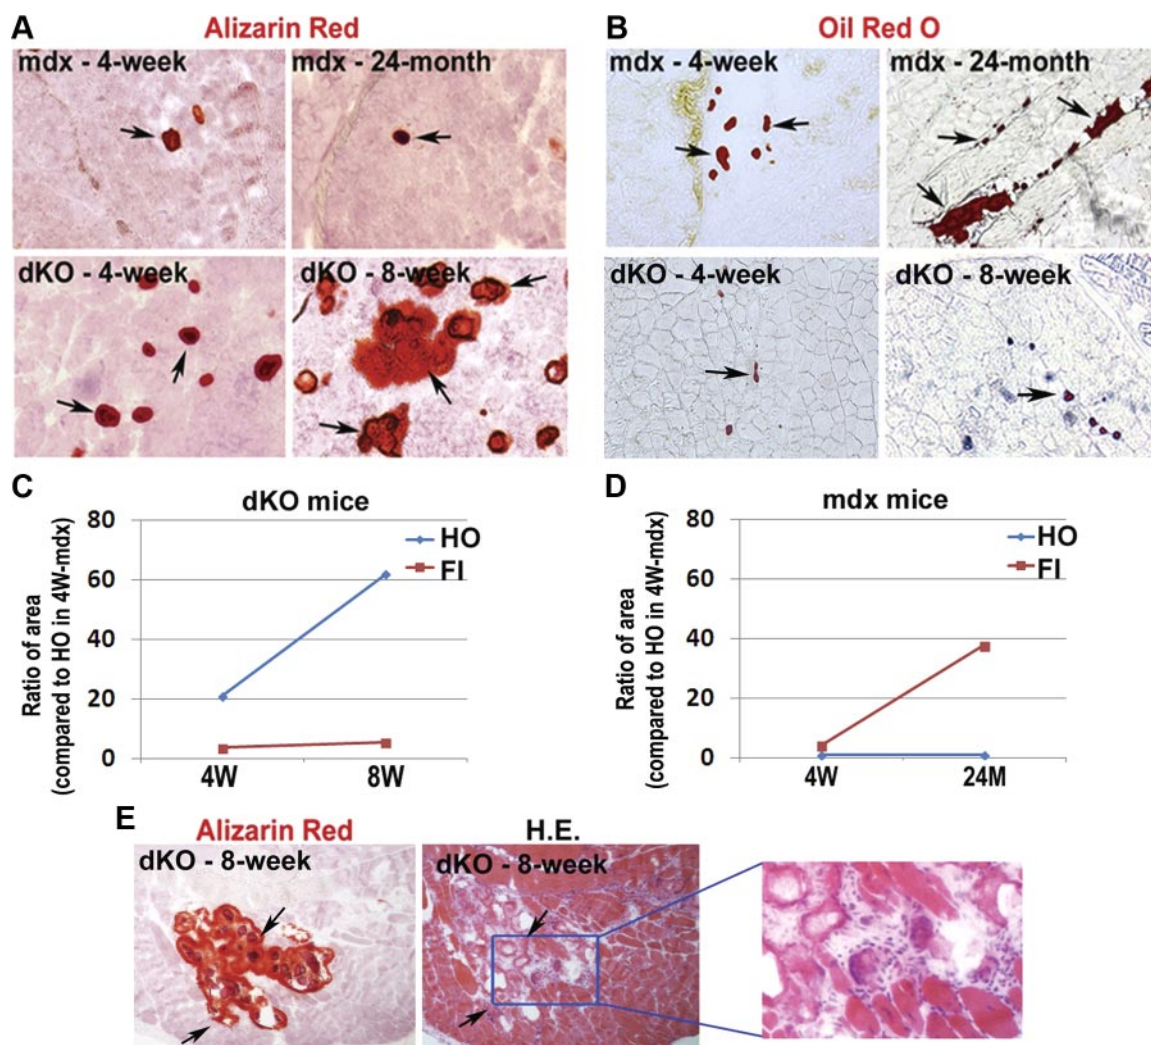 A
Alizarin Red
mdx - 4-week
mdx - 24-month
dKO - 4-week
dKO - 8-week
B
Oil Red O
mdx - 4-week
mdx - 24-month
dKO - 4-week
dKO - 8-week
C
dKO mice
Ratio of area
(compared to HO in 4W-mdx)
80
60
40
20
0
4W
8W
HO
FI
D
mdx mice
Ratio of area
(compared to HO in 4W-mdx)
80
60
40
20
0
4W
24M
HO
FI
E
Alizarin Red
dKO - 8-week
H.E.
dKO - 8-week